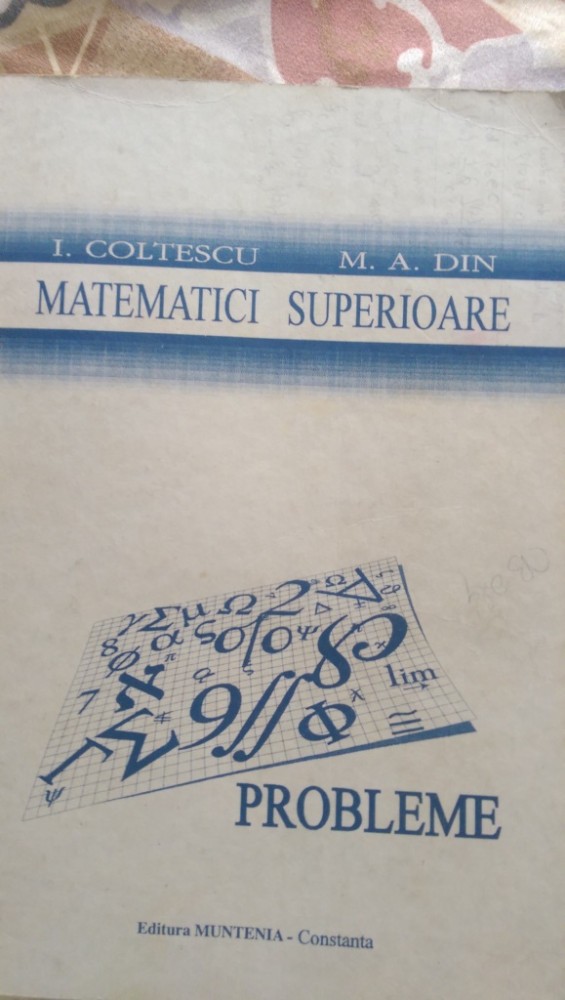 I. COLTESCU M. A. DIN
MATEMATICI SUPERIOARE
lim
PROBLEME
Editura MUNTENIA - Constanta